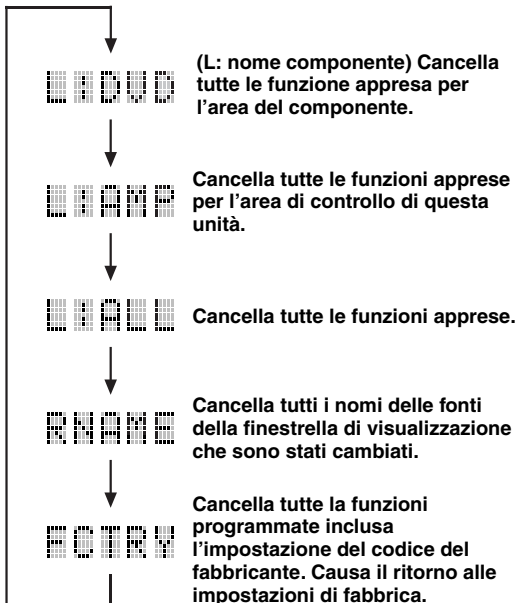 L:DVD
(L: nome componente) Cancella
tutte le funzione appresa per
l'area del componente.
L:AMP
Cancella tutte le funzioni apprese
per l'area di controllo di questa
unità.
L:ALL
Cancella tutte le funzioni apprese.
RNAME
Cancella tutti i nomi delle fonti
della finestrella di visualizzazione
che sono stati cambiati.
FCTRY
Cancella tutte la funzioni
programmate inclusa
l'impostazione del codice del
fabbricante. Causa il ritorno alle
impostazioni di fabbrica.